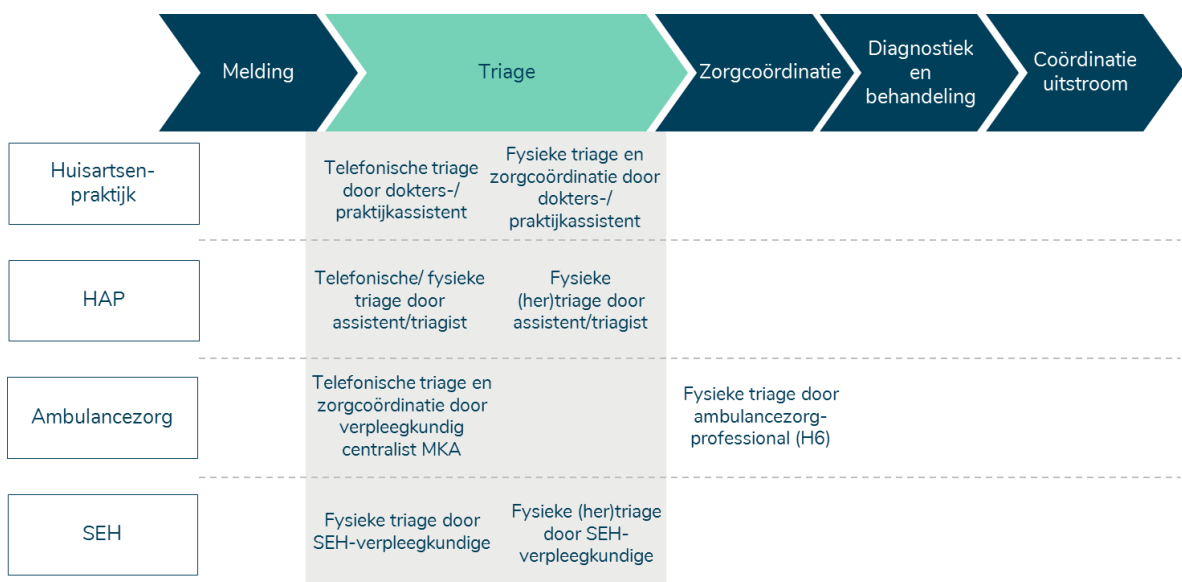 Melding
Triage
Zorgcoördinatie
Diagnostiek
en
behandeling
Coördinatie
uitstroom
Huisartsen-
praktijk
Telefonische triage
door dokters-/
praktijkassistent
Fysieke triage en
zorgcoördinatie door
dokters-/
praktijkassistent
HAP
Telefonische/ fysieke
triage door
assistent/triagist
Fysieke
(her)triage door
assistent/triagist
Ambulancezorg
Telefonische triage en
zorgcoördinatie door
verpleegkundig
centralist MKA
Fysieke triage door
ambulancezorg-
professional (H6)
SEH
Fysieke triage door
SEH-verpleegkundige
Fysieke (her)triage
door SEH-
verpleegkundige